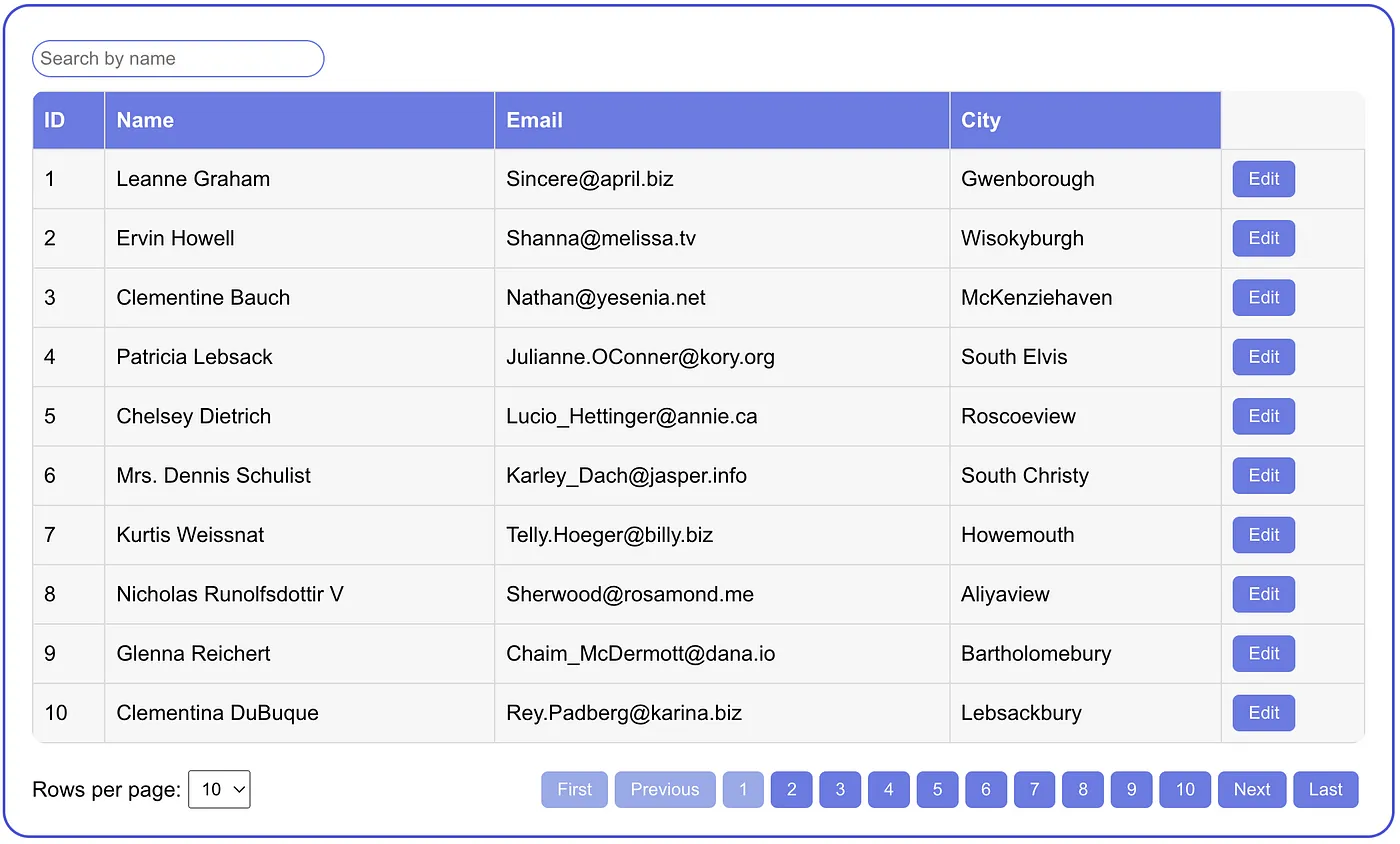 Search by name
ID Name Email City
1 Leanne Graham Sincere@april.biz Gwenborough Edit
2 Ervin Howell Shanna@melissa.tv Wisokyburgh Edit
3 Clementine Bauch Nathan@yesenia.net McKenziehaven Edit
4 Patricia Lebsack Julianne.OConner@kory.org South Elvis Edit
5 Chelsey Dietrich Lucio_Hettinger@annie.ca Roscoeview Edit
6 Mrs. Dennis Schulist Karley_Dach@jasper.info South Christy Edit
7 Kurtis Weissnat Telly.Hoeger@billy.biz Howemouth Edit
8 Nicholas Runolfsdottir V Sherwood@rosamond.me Aliyaview Edit
9 Glenna Reichert Chaim_McDermott@dana.io Bartholomebury Edit
10 Clementina DuBuque Rey.Padberg@karina.biz Lebsackbury Edit
Rows per page: 10 First Previous 1 2 3 4 5 6 7 8 9 10 Next Last